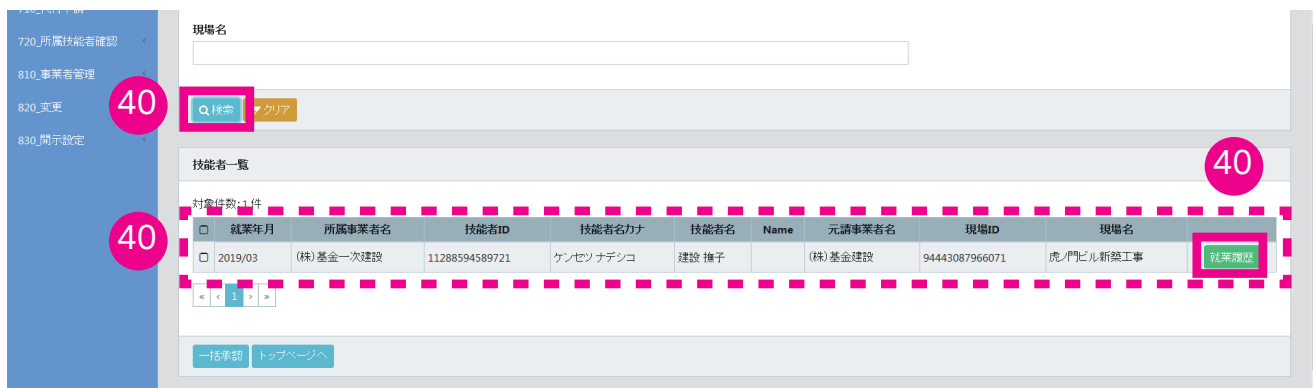 720_所属技能者確認
810_事業者管理
820_変更
830_開示設定
現場名
40
検索
クリア
技能者一覧
40
対象件数:1件
40
就業年月 所属事業者名 技能者ID 技能者名カナ 技能者名 Name 元請事業者名 現場ID 現場名
2019/03 (株)基金一次建設 11288594589721 ケンセツ ナデシコ 建設 撫子 (株)基金建設 94443087966071 虎ノ門ビル新築工事 就業履歴
« ‹ 1 › »
一括承認 トップページへ